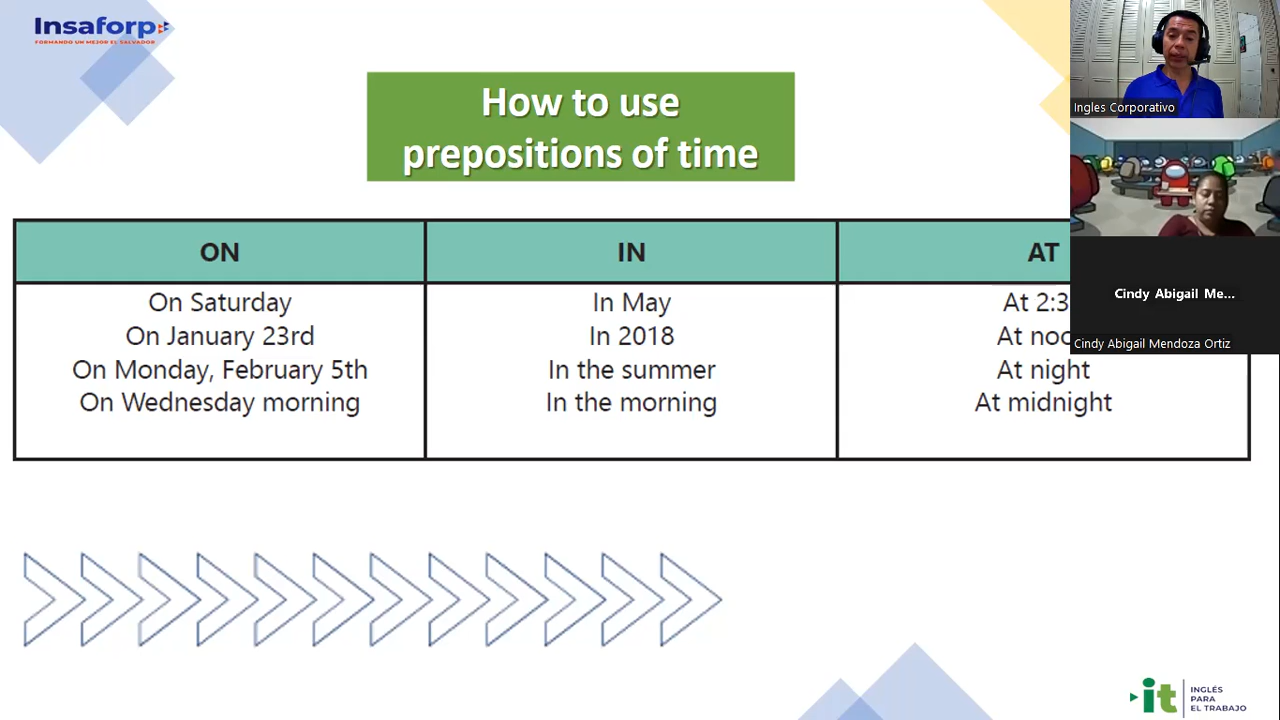 Insaforp
FORMANDO UN MEJOR EL SALVADOR
How to use
prepositions of time
ON
IN
AT
On Saturday
On January 23rd
On Monday, February 5th
On Wednesday morning
In May
In 2018
In the summer
In the morning
At
At
At night
At midnight
Ingles Corporativo
Cindy Abigail Me...
Cindy Abigail Mendoza Ortiz
it
INGLÉS
PARA
EL TRABAJO